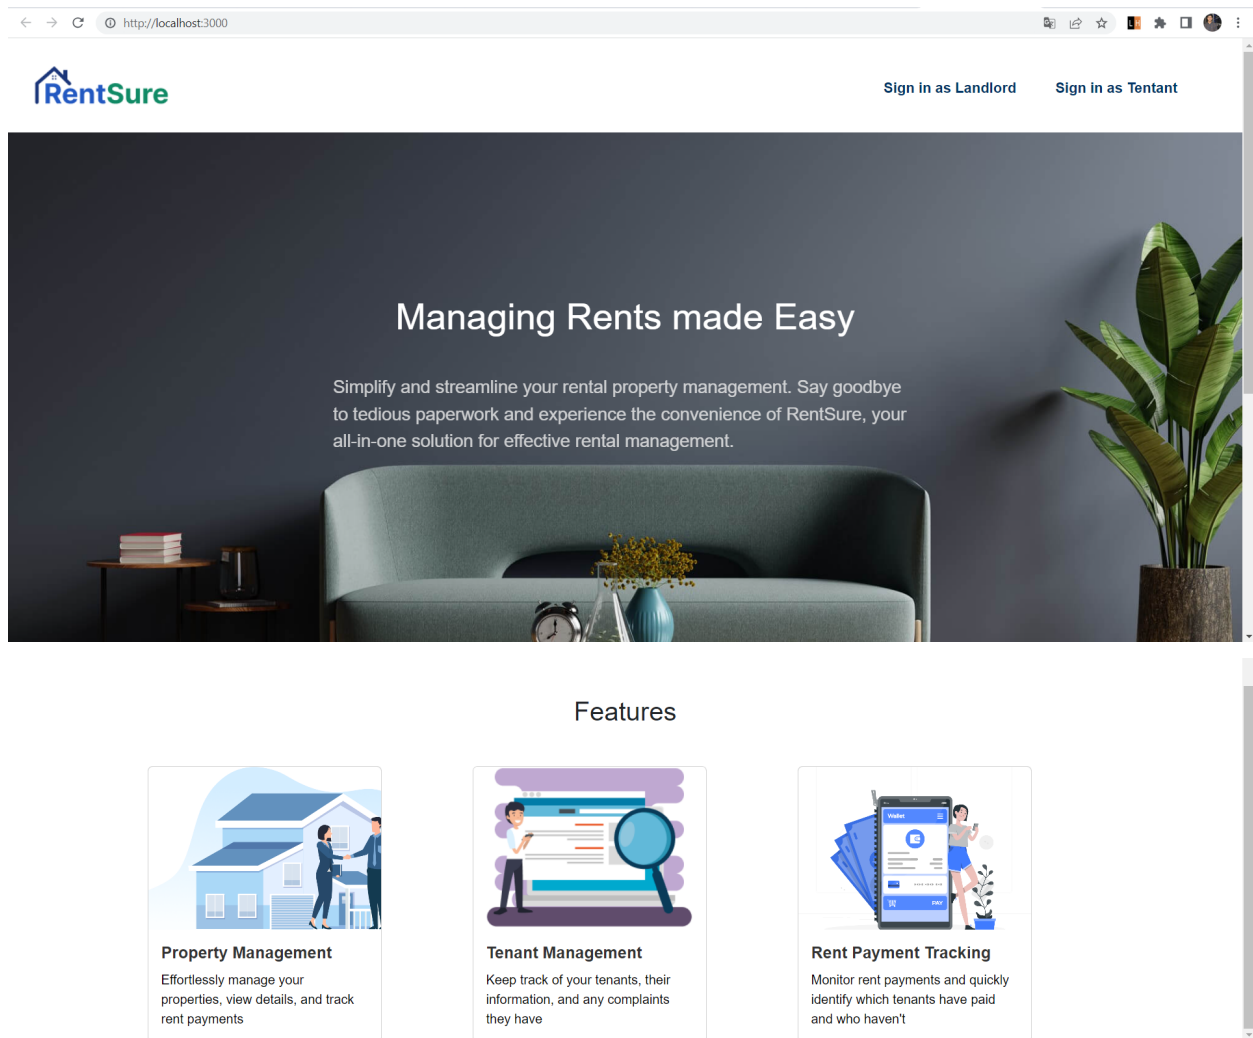 http://localhost:3000
RentSure
Sign in as Landlord
Sign in as Tentant
Managing Rents made Easy
Simplify and streamline your rental property management. Say goodbye
to tedious paperwork and experience the convenience of RentSure, your
all-in-one solution for effective rental management.
Features
Wallet
PAY
Property Management
Effortlessly manage your
properties, view details, and track
rent payments
Tenant Management
Keep track of your tenants, their
information, and any complaints
they have
Rent Payment Tracking
Monitor rent payments and quickly
identify which tenants have paid
and who haven't